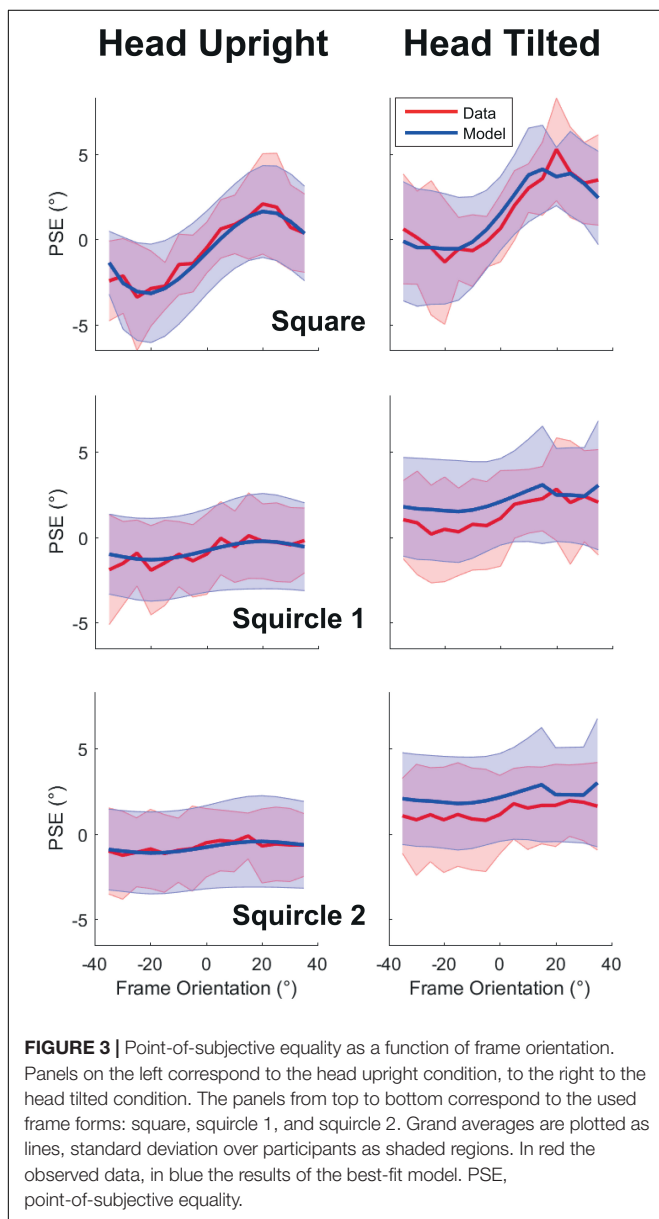 Head Upright Head Tilted
Data
Model
5
0
-5
PSE (°)
Square
5
0
-5
PSE (°)
Squircle 1
5
0
-5
PSE (°)
Squircle 2
-40 -20 0 20 40
Frame Orientation (°)
-40 -20 0 20 40
Frame Orientation (°)
FIGURE 3 | Point-of-subjective equality as a function of frame orientation.
Panels on the left correspond to the head upright condition, to the right to the
head tilted condition. The panels from top to bottom correspond to the used
frame forms: square, squircle 1, and squircle 2. Grand averages are plotted as
lines, standard deviation over participants as shaded regions. In red the
observed data, in blue the results of the best-fit model. PSE,
point-of-subjective equality.